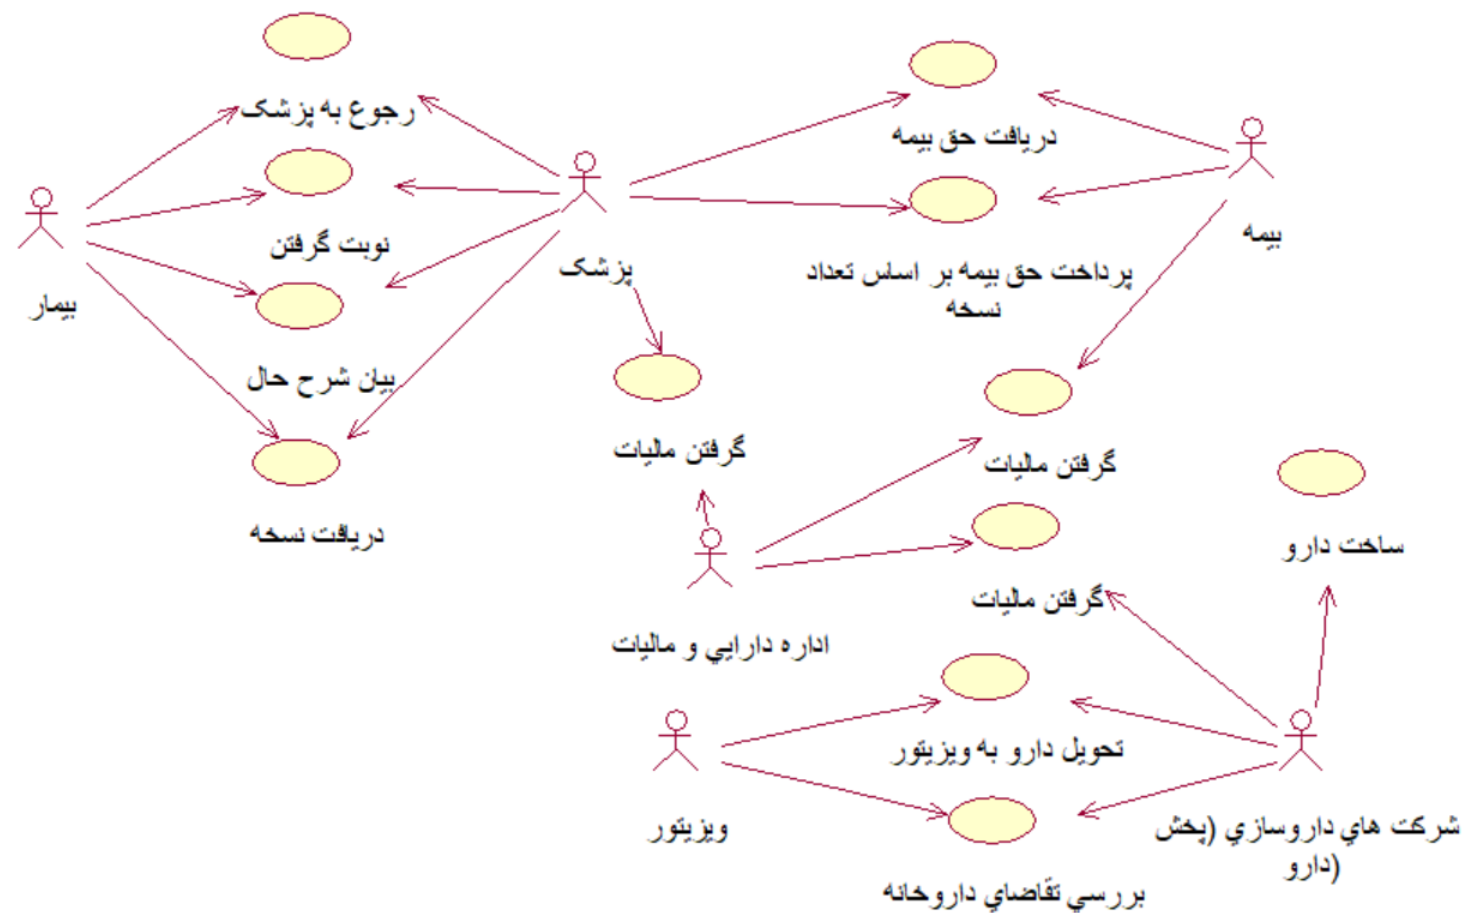 رجوع به پزشک
دریافت حق بیمه
نوبت گرفتن
بیمه
پزشک
پرداخت حق بیمه بر اساس تعداد
نسخه
بیمار
بیان شرح حال
گرفتن مالیات
گرفتن مالیات
دریافت نسخه
ساخت دارو
گرفتن مالیات
اداره دارايي و مالیات
تحویل دارو به ویزیتور
ویزیتور
شرکت هاي داروسازي (پخش
(دارو
بررسي تقاضاي داروخانه